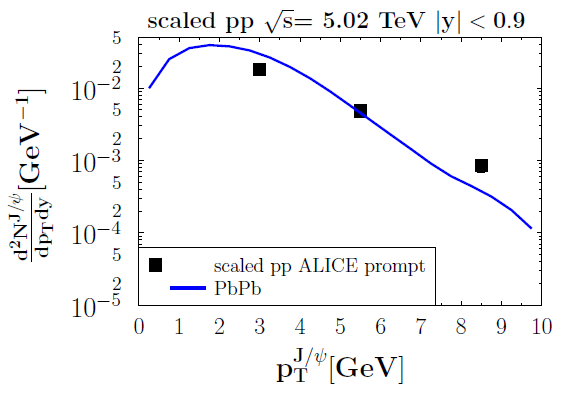 scaled pp √s= 5.02 TeV |y| < 0.9
d²N^J/ψ/dp_Tdy[GeV⁻¹]
5
2
10⁻²
5
2
10⁻³
5
2
10⁻⁴
5
2
10⁻⁵
scaled pp ALICE prompt
PbPb
0 1 2 3 4 5 6 7 8 9 10
p_T^J/ψ[GeV]